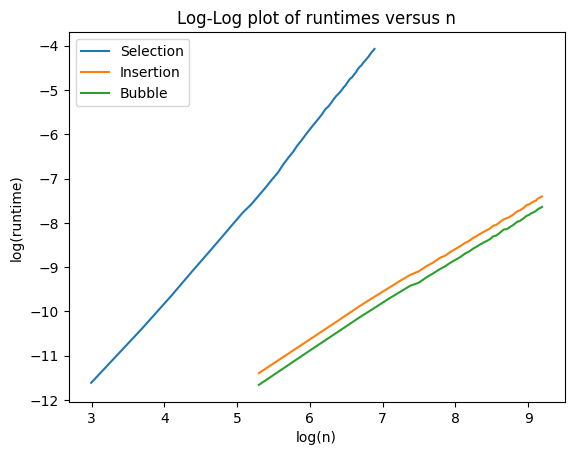 Log-Log plot of runtimes versus n
Selection
Insertion
Bubble
−4
−5
−6
−7
−8
−9
−10
−11
−12
log(runtime)
3
4
5
6
7
8
9
log(n)